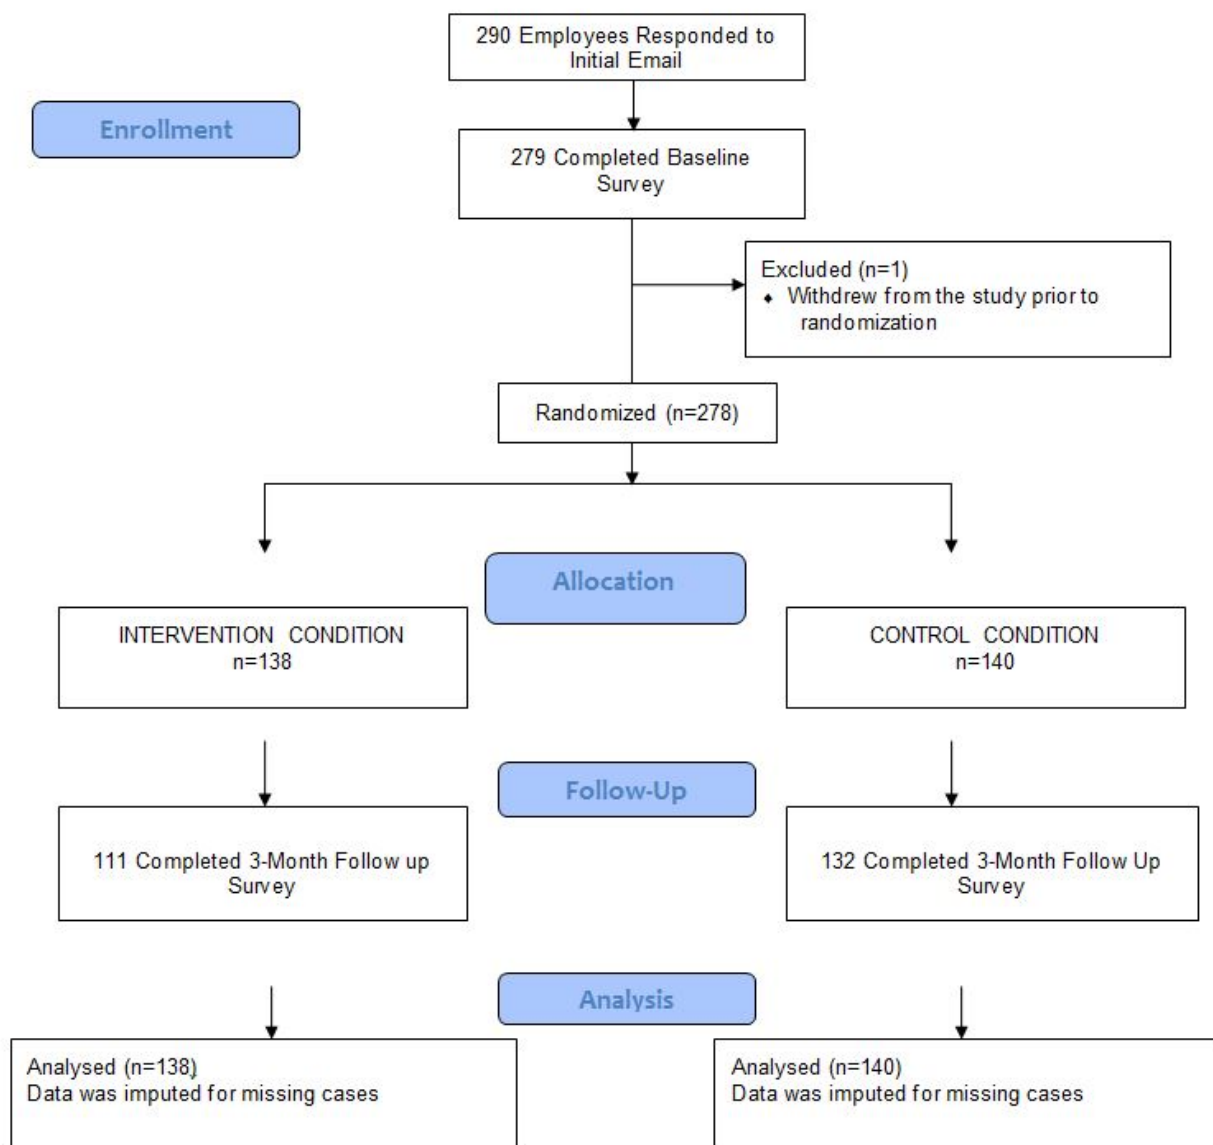 290 Employees Responded to
Initial Email
Enrollment
279 Completed Baseline
Survey
Excluded (n=1)
♦ Withdrew from the study prior to
randomization
Randomized (n=278)
Allocation
INTERVENTION CONDITION
n=138
CONTROL CONDITION
n=140
Follow-Up
111 Completed 3-Month Follow up
Survey
132 Completed 3-Month Follow Up
Survey
Analysis
Analysed (n=138)
Data was imputed for missing cases
Analysed (n=140)
Data was imputed for missing cases